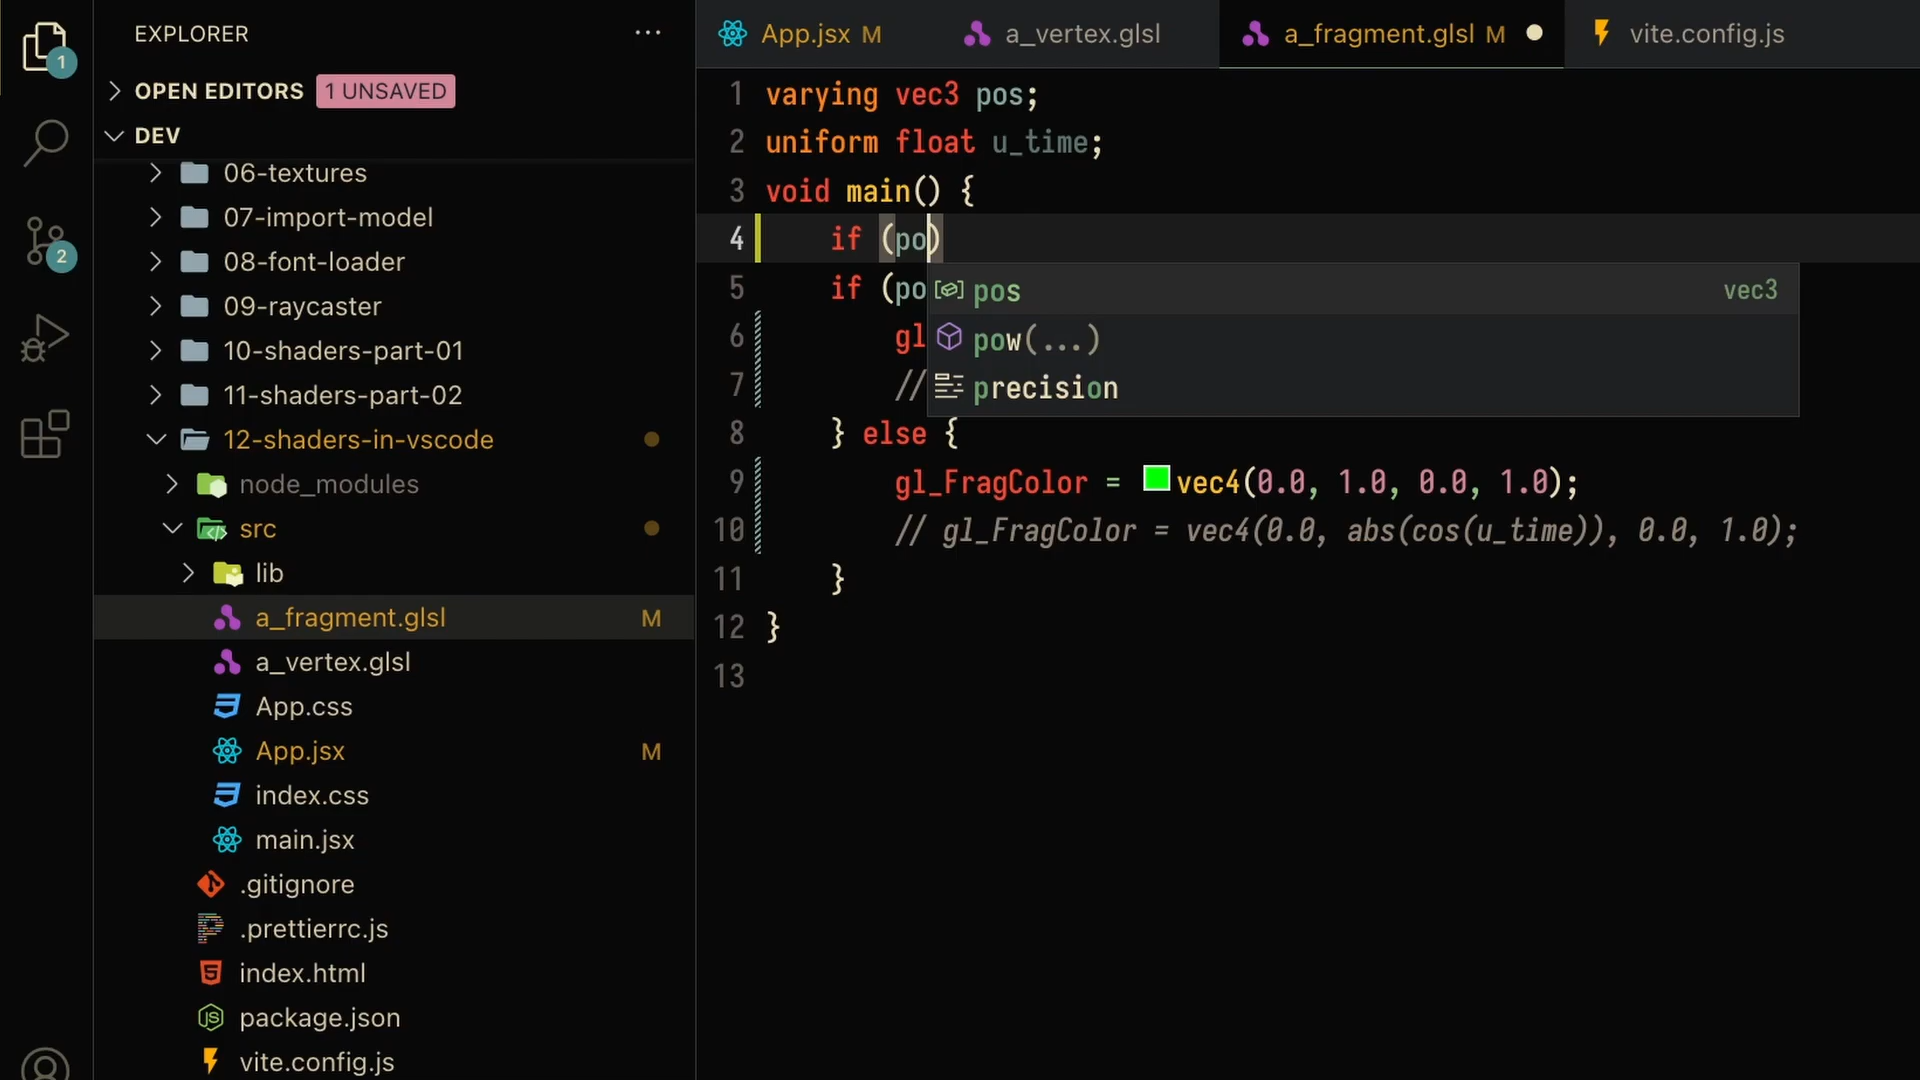 1
2
EXPLORER
OPEN EDITORS 1 UNSAVED
DEV
06-textures
07-import-model
08-font-loader
09-raycaster
10-shaders-part-01
11-shaders-part-02
12-shaders-in-vscode
node_modules
src
lib
a_fragment.glsl M
a_vertex.glsl
App.css
App.jsx M
index.css
main.jsx
.gitignore
.prettierrc.js
index.html
package.json
vite.config.js
App.jsx M a_vertex.glsl a_fragment.glsl M vite.config.js
1 varying vec3 pos;
2 uniform float u_time;
3 void main() {
4 if (po)
5 if (po
6 gl
7 //
pos vec3
pow(...)
precision
8 } else {
9 gl_FragColor = vec4(0.0, 1.0, 0.0, 1.0);
10 // gl_FragColor = vec4(0.0, abs(cos(u_time)), 0.0, 1.0);
11 }
12 }
13